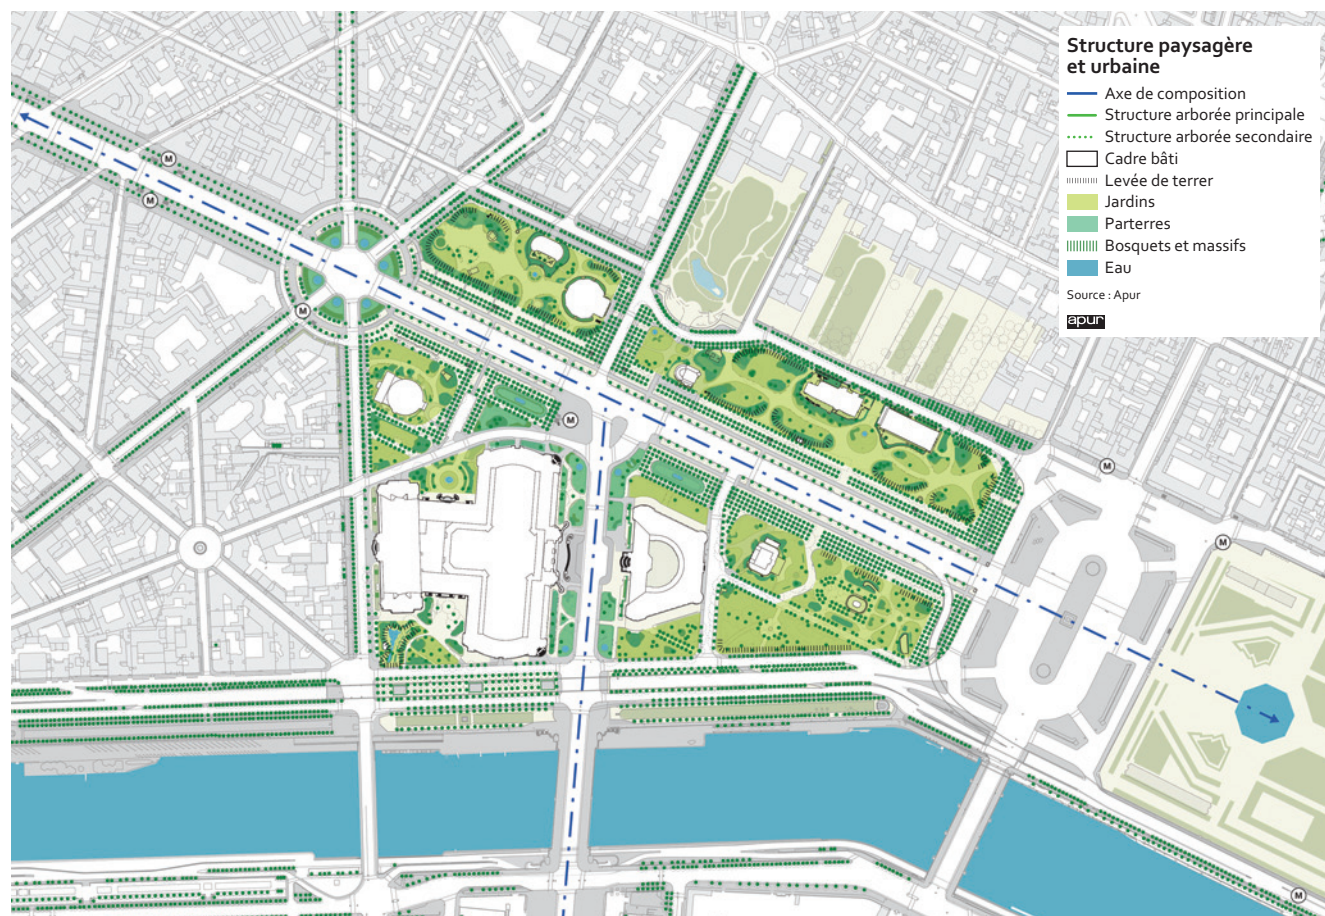 Structure paysagère
et urbaine
Axe de composition
Structure arborée principale
Structure arborée secondaire
Cadre bâti
Levée de terrer
Jardins
Parterres
Bosquets et massifs
Eau
Source : Apur
apur
M
M
M
M
M
M
M